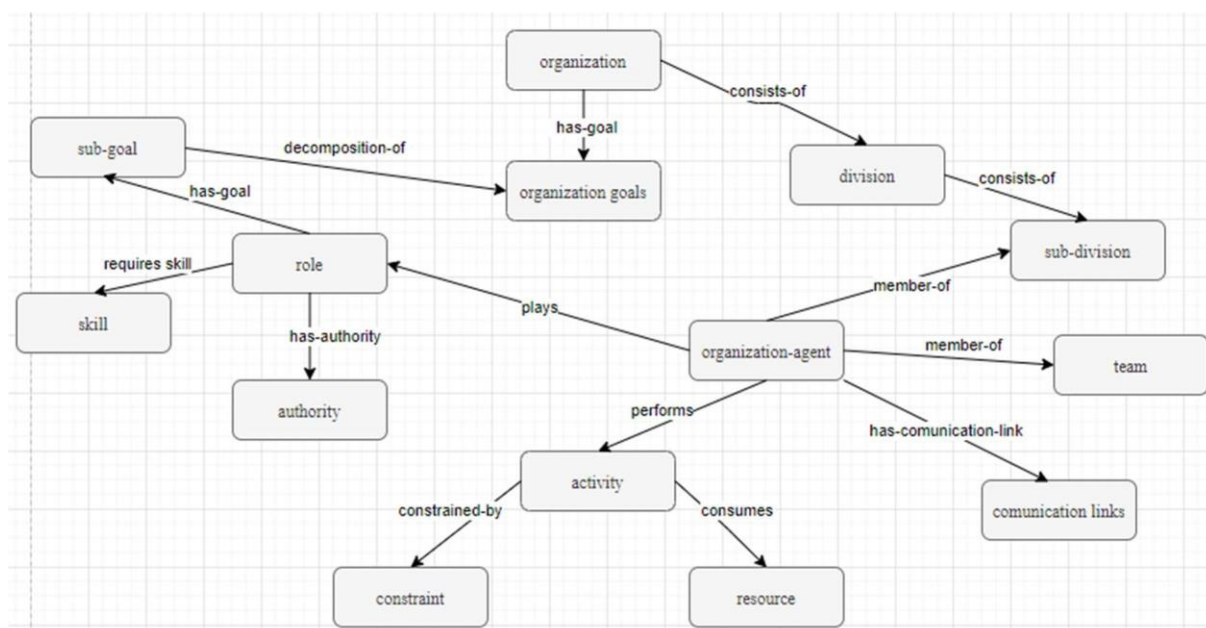 organization
consists-of
has-goal
sub-goal
decomposition-of
organization goals
division
consists-of
has-goal
sub-division
role
requires skill
skill
plays
member-of
organization-agent
member-of
team
has-authority
authority
performs
has-comunication-link
activity
comunication links
constrained-by
consumes
constraint
resource